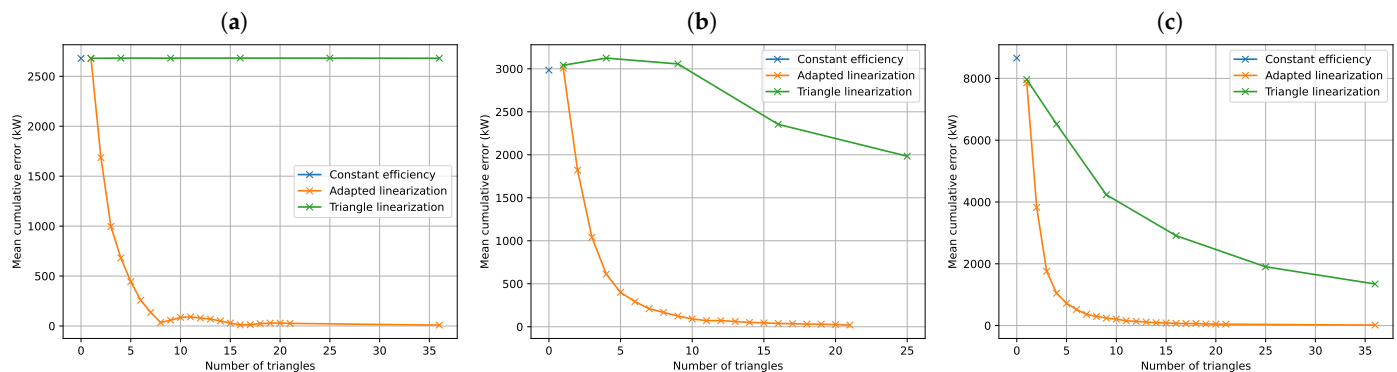 (a)
Mean cumulative error (kW)
2500
2000
1500
1000
500
0
Constant efficiency
Adapted linearization
Triangle linearization
0 5 10 15 20 25 30 35
Number of triangles
(b)
Mean cumulative error (kW)
3000
2500
2000
1500
1000
500
0
Constant efficiency
Adapted linearization
Triangle linearization
0 5 10 15 20 25
Number of triangles
(c)
Mean cumulative error (kW)
8000
6000
4000
2000
0
Constant efficiency
Adapted linearization
Triangle linearization
0 5 10 15 20 25 30 35
Number of triangles